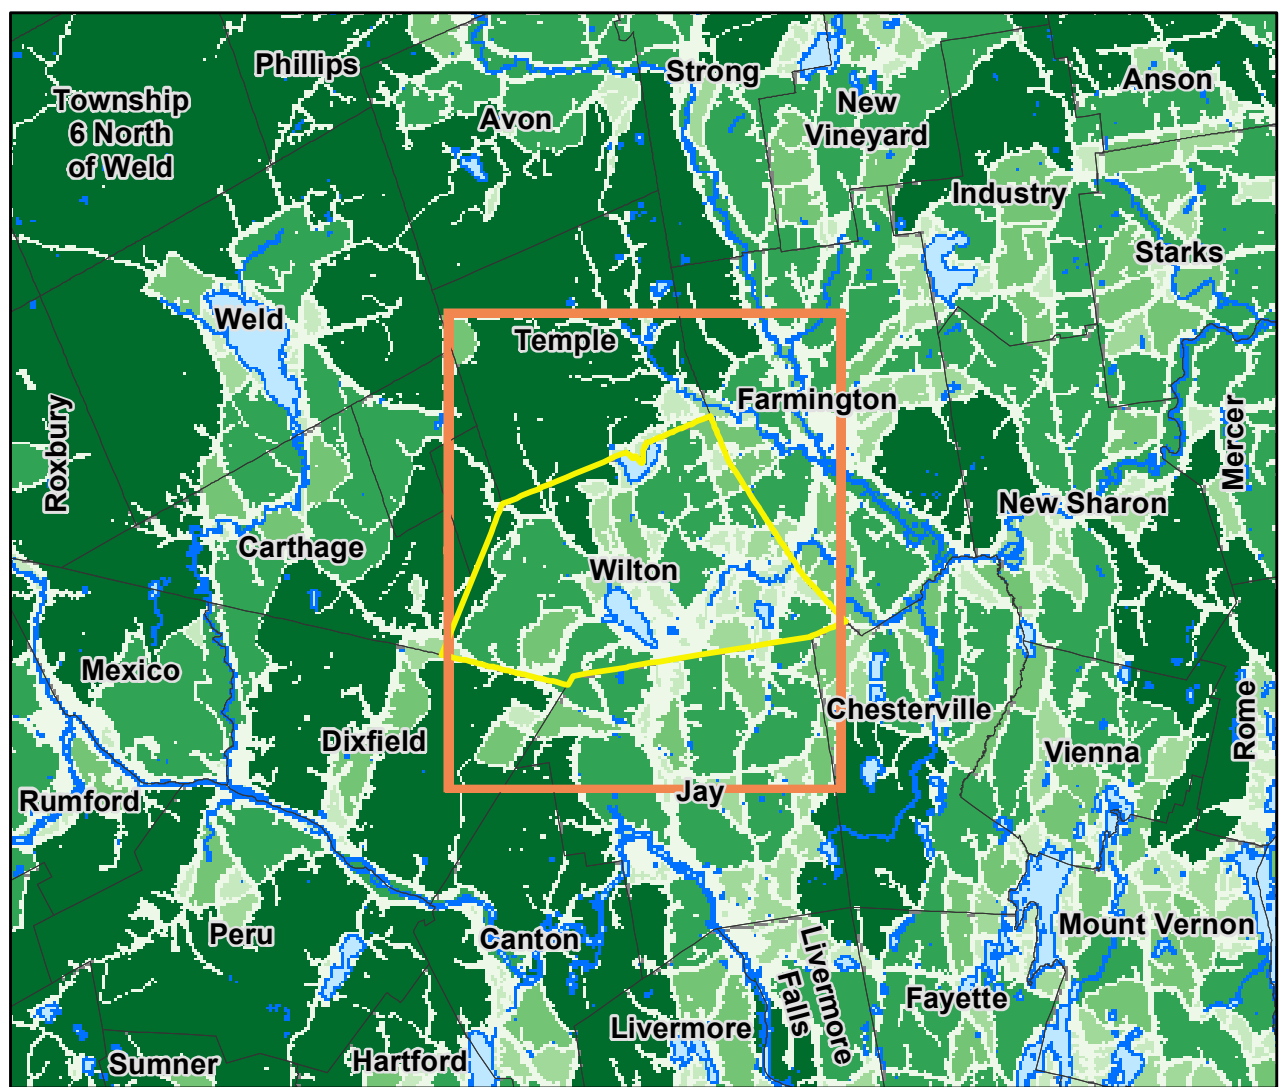 Phillips
Strong
Anson
Township
6 North
of Weld
New
Vineyard
Avon
Industry
Starks
Weld
Temple
Farmington
Roxbury
Mercer
New Sharon
Carthage
Wilton
Mexico
Chesterville
Rome
Dixfield
Vienna
Rumford
Jay
Peru
Canton
Mount Vernon
Livermore
Falls
Fayette
Livermore
Sumner
Hartford